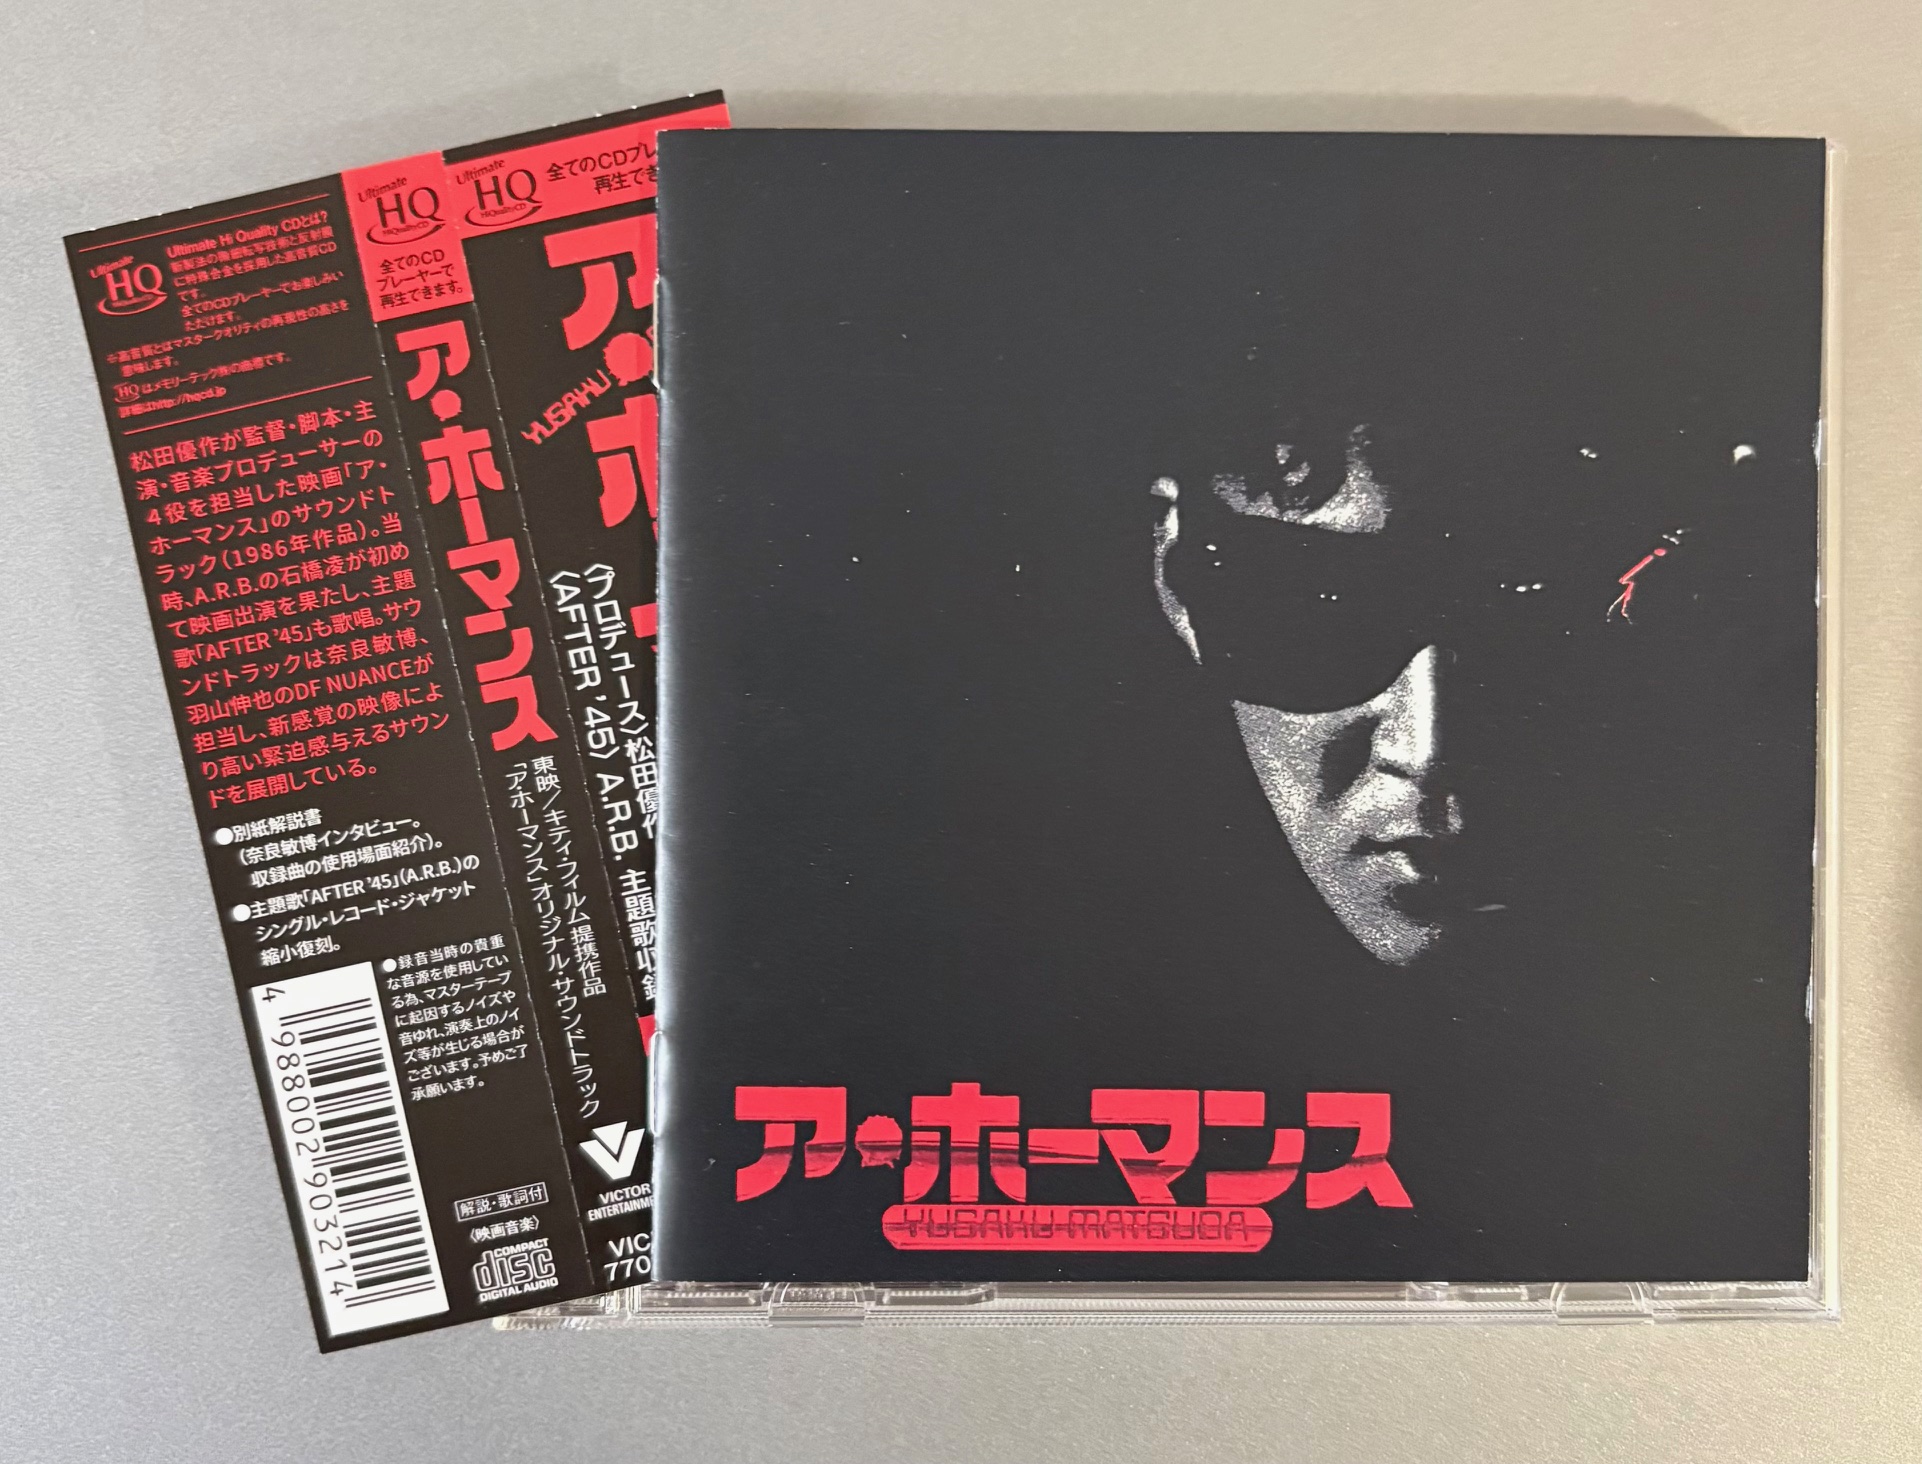 Ultimate
HQ
HiQualityCD
Ultimate Hi Quality CDとは?
新製法の微細転写技術と反射膜
に特殊合金を採用した高音質CD
です。
全てのCDプレーヤーでお楽しみい
ただけます。
※高音質とはマスタークオリティの再現性の高さを
意味します。
HQはメモリーテック㈱の商標です。
詳細はhttp://hqcd.jp
松田優作が監督・脚本・主
演・音楽プロデューサーの
4役を担当した映画「ア・
ホーマンス」のサウンドト
ラック(1986年作品)。当
時、A.R.B.の石橋凌が初め
て映画出演を果たし、主題
歌「AFTER '45」も歌唱。サウ
ンドトラックは奈良敏博、
羽山伸也のDF NUANCEが
担当し、新感覚の映像によ
り高い緊迫感与えるサウン
ドを展開している。
●別紙解説書
(奈良敏博インタビュー。
収録曲の使用場面紹介)。
●主題歌「AFTER '45」(A.R.B.)の
シングル・レコード・ジャケット
縮小復刻。
●録音当時の貴重
な音源を使用してい
る為、マスターテープ
に起因するノイズや
音ゆれ、演奏上のノイ
ズ等が生じる場合が
ございます。予めご了
承願います。
4 988002 903214
解説・歌詞付
〈映画音楽〉
COMPACT
disc
DIGITAL AUDIO
Ultimate
HQ
HiQualityCD
全てのCD
プレーヤーで
再生できます。
ア・ホーマンス
東映/キティ・フィルム提携作品
「ア・ホーマンス」オリジナル・サウンドトラック
Ultimate
HQ
HiQualityCD
全てのCDプレ
再生でき
ア・ホ
YUSAKU
〈プロデュース〉松田優作
〈AFTER '45〉A.R.B. 主題歌収録
VICTOR
ENTERTAINME
VIC
770
ア・ホーマンス
YUSAKU MATSUDA